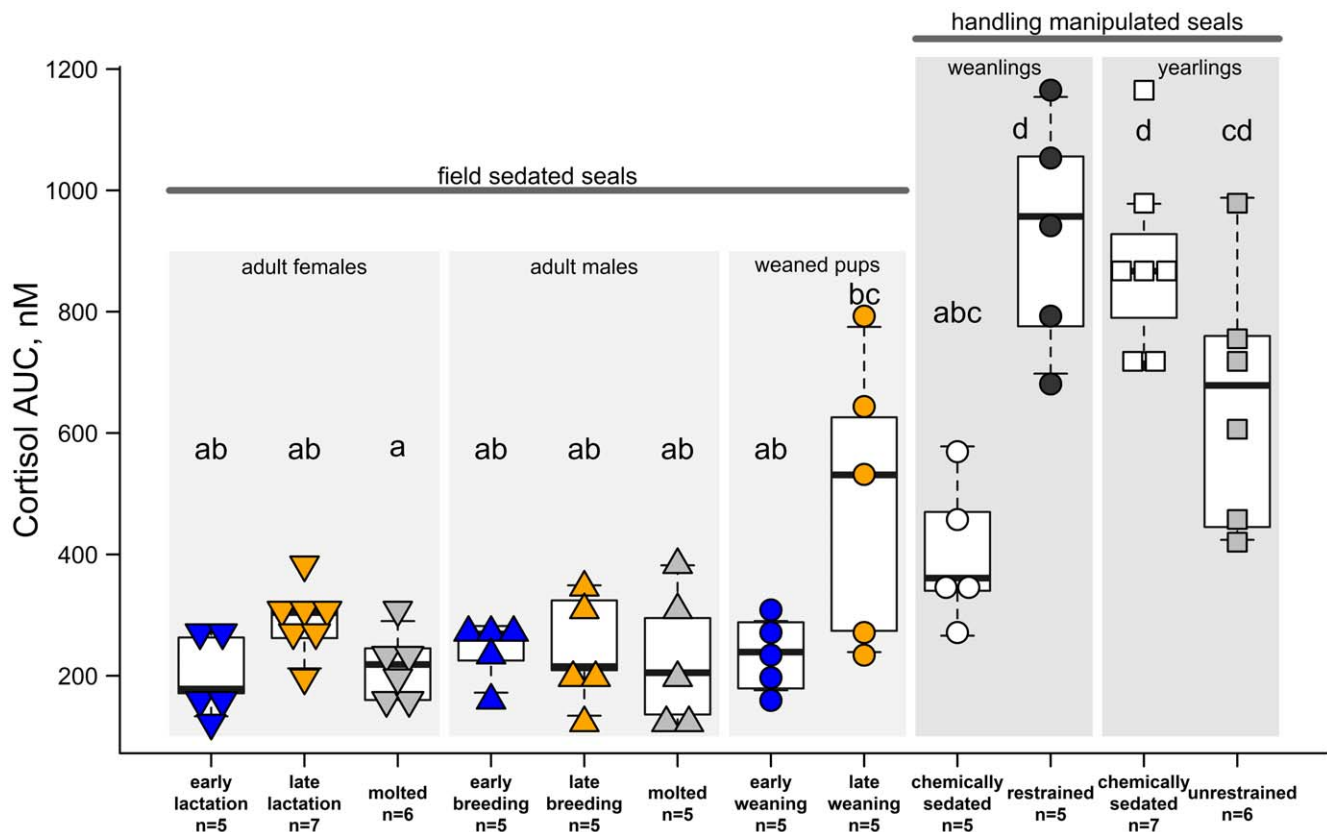 handling manipulated seals
weanlings
yearlings
field sedated seals
adult females
adult males
weaned pups
Cortisol AUC, nM
1200
1000
800
600
400
200
ab
ab
a
ab
ab
ab
ab
bc
abc
d
d
cd
early
lactation
n=5
late
lactation
n=7
molted
n=6
early
breeding
n=5
late
breeding
n=5
molted
n=5
early
weaning
n=5
late
weaning
n=5
chemically
sedated
n=5
restrained
n=5
chemically
sedated
n=7
unrestrained
n=6